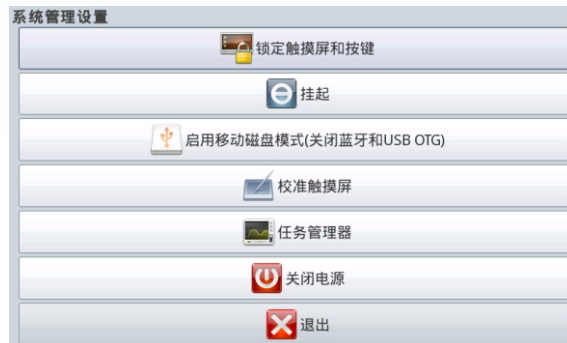 系统管理设置
锁定触摸屏和按键
挂起
启用移动磁盘模式(关闭蓝牙和USB OTG)
校准触摸屏
任务管理器
关闭电源
退出